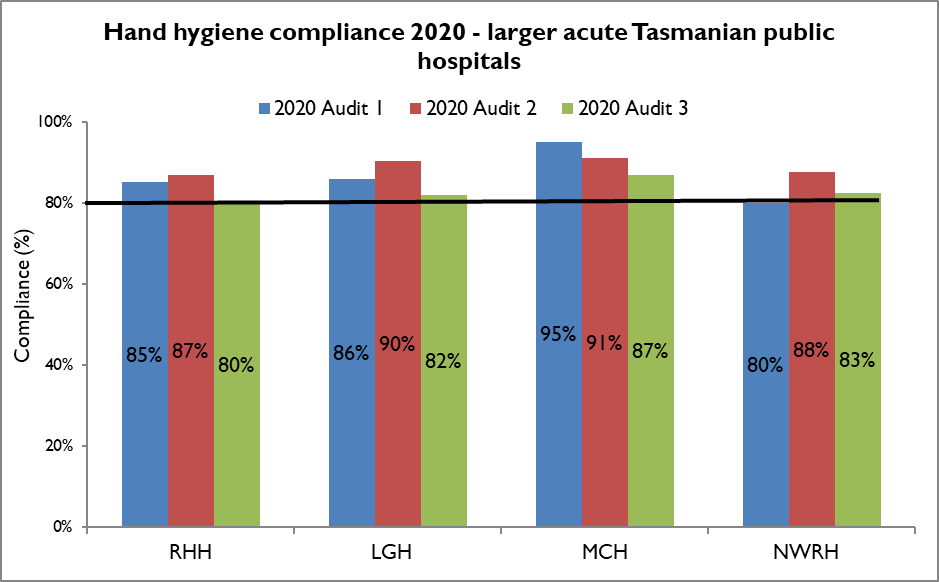 Hand hygiene compliance 2020 - larger acute Tasmanian public
hospitals
2020 Audit 1 2020 Audit 2 2020 Audit 3
100%
80%
60%
40%
20%
0%
Compliance (%)
85% 87% 80%
86% 90% 82%
95% 91% 87%
80% 88% 83%
RHH LGH MCH NWRH